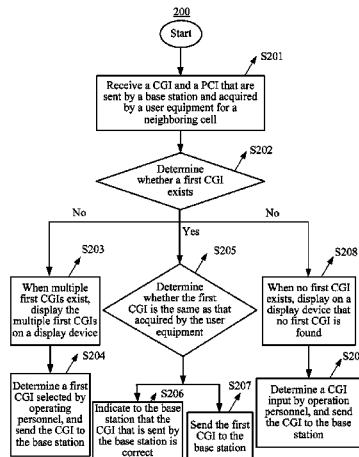 200
Start
S201
Receive a CGI and a PCI that are
sent by a base station and acquired
by a user equipment for a
neighboring cell
S202
Determine
whether a first CGI
exists
No
Yes
No
S203
When multiple
first CGIs exist,
display the
multiple first CGIs
on a display device
S205
Determine
whether the first
CGI is the same as that
acquired by the user
equipment
S208
When no first CGI
exists, display on a
display device that
no first CGI is
found
S204
Determine a first
CGI selected by
operating
personnel, and
send the CGI to
the base station
S206
Indicate to the base
station that the
CGI that is sent by
the base station is
correct
S207
Send the first
CGI to the
base station
S20
Determine a CGI
input by operation
personnel, and
send the CGI to
the base station